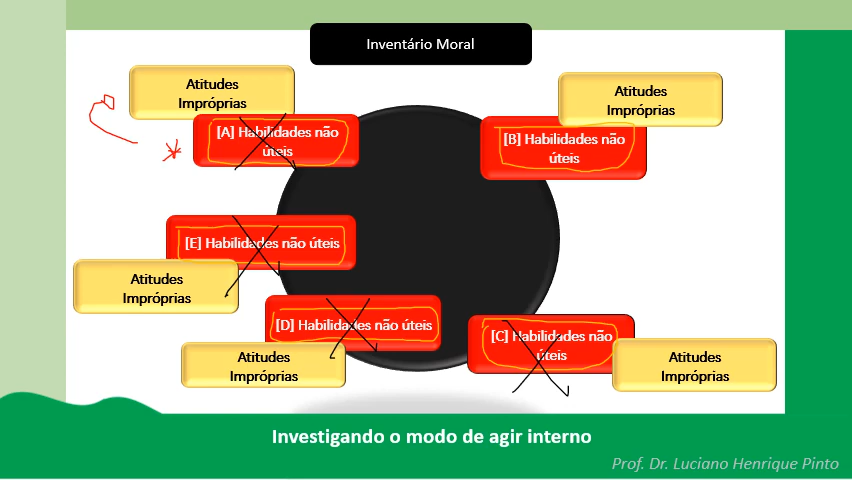 Inventário Moral
Atitudes
Impróprias
[A] Habilidades não
úteis
Atitudes
Impróprias
[B] Habilidades não
úteis
[E] Habilidades não úteis
Atitudes
Impróprias
[D] Habilidades não úteis
Atitudes
Impróprias
[C] Habilidades não
úteis
Atitudes
Impróprias
Investigando o modo de agir interno
Prof. Dr. Luciano Henrique Pinto